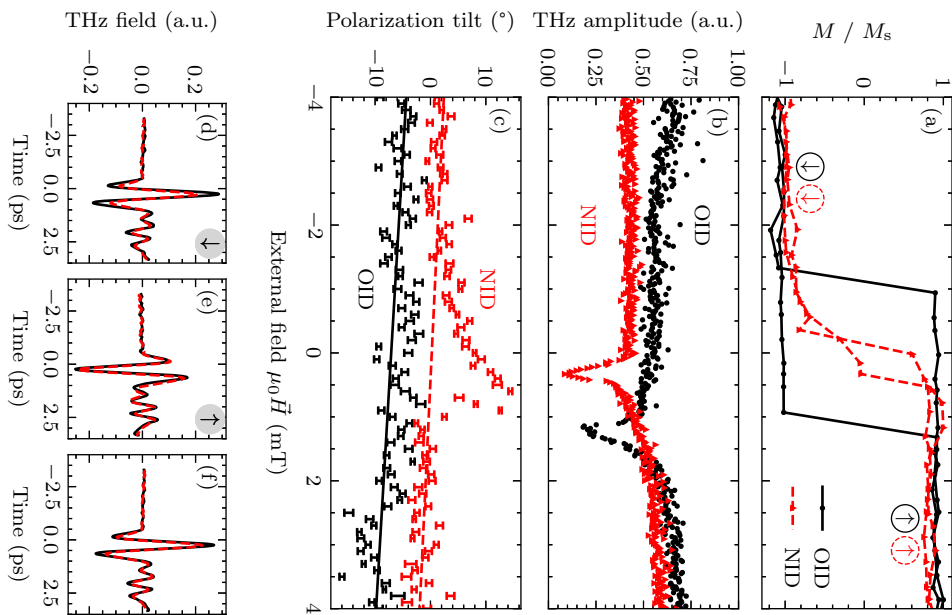 M / Mₛ
1
0
−1
(a)
OID
NID
THz amplitude (a.u.)
1.00
0.75
0.50
0.25
0.00
(b)
OID
NID
Polarization tilt (°)
10
0
−10
(c)
NID
OID
−4
−2
0
2
4
External field μ₀H⃗ (mT)
THz field (a.u.)
0.2
0.0
−0.2
(d)
−2.5
0.0
2.5
Time (ps)
(e)
−2.5
0.0
2.5
Time (ps)
(f)
−2.5
0.0
2.5
Time (ps)